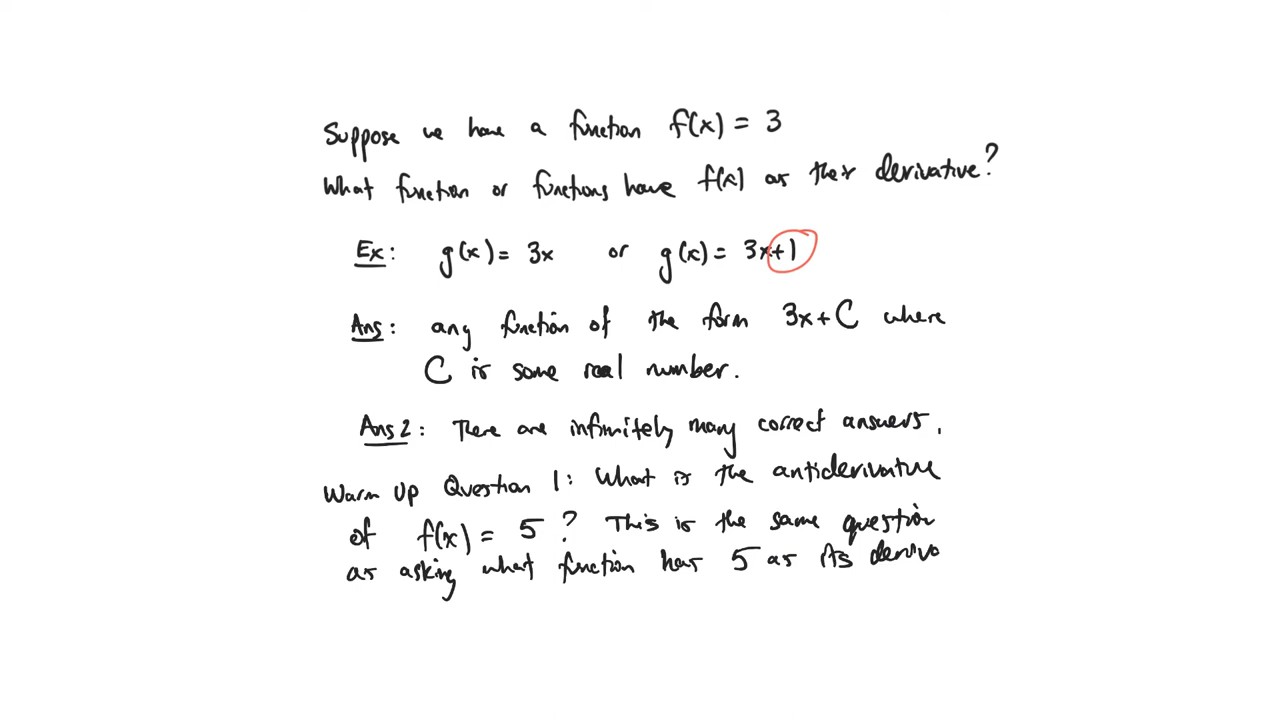 Suppose we have a function f(x) = 3
What function or functions have f(x) as their derivative?
Ex: g(x) = 3x or g(x) = 3x+1
Ans: any function of the form 3x + C where
C is some real number.
Ans 2: There are infinitely many correct answers.
Warm Up Question 1: What is the antiderivative
of f(x) = 5 ? This is the same question
as asking what function has 5 as its deriva